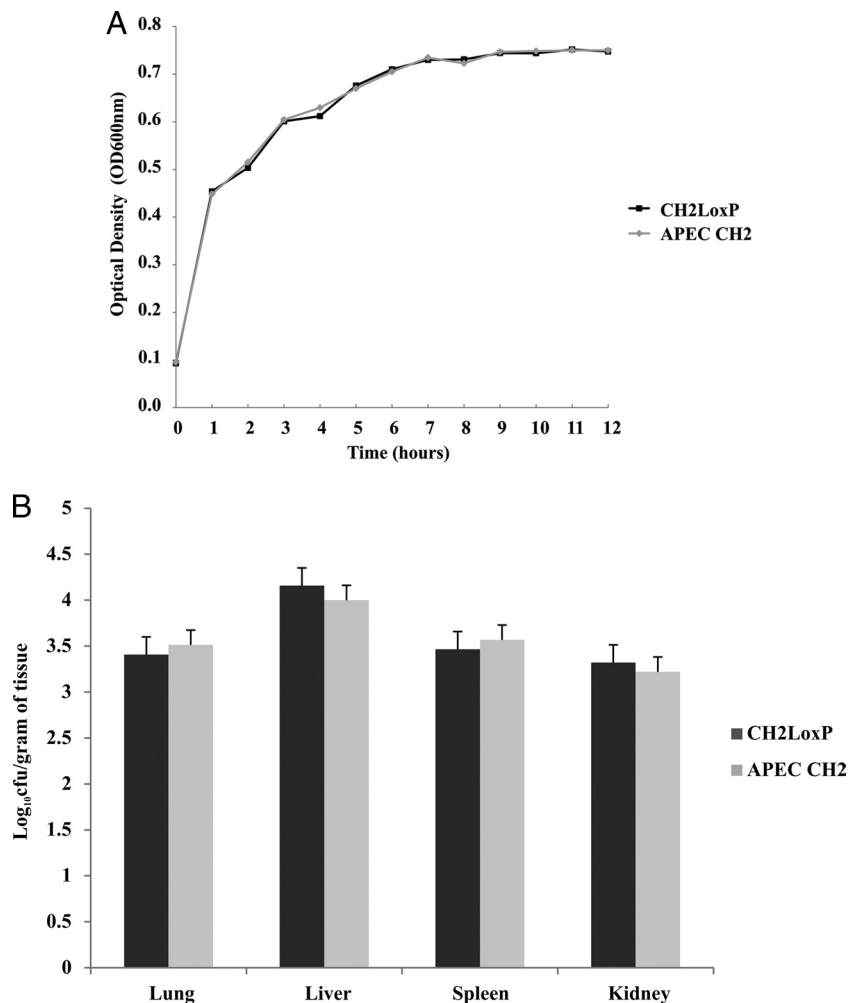 A
0.8
0.7
0.6
0.5
0.4
0.3
0.2
0.1
0.0
Optical Density (OD600nm)
0 1 2 3 4 5 6 7 8 9 10 11 12
Time (hours)
CH2LoxP
APEC CH2
B
5
4.5
4
3.5
3
2.5
2
1.5
1
0.5
0
Log₁₀cfu/gram of tissue
Lung Liver Spleen Kidney
CH2LoxP
APEC CH2